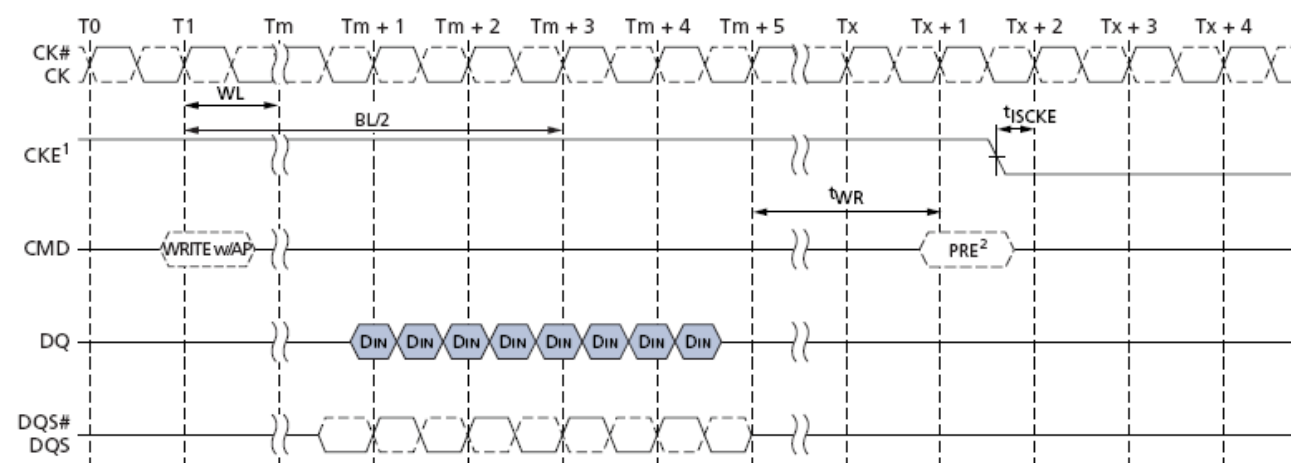 T0 T1 Tm Tm + 1 Tm + 2 Tm + 3 Tm + 4 Tm + 5 Tx Tx + 1 Tx + 2 Tx + 3 Tx + 4
CK#
CK
WL
BL/2
tISCKE
CKE1
tWR
CMD WRITE w/AP PRE2
DQ DIN DIN DIN DIN DIN DIN DIN DIN
DQS#
DQS